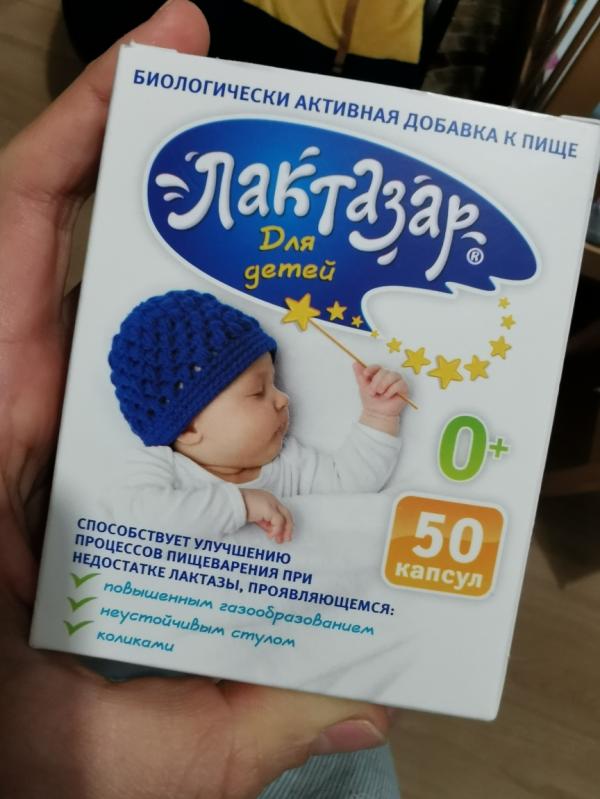 БИОЛОГИЧЕСКИ АКТИВНАЯ ДОБАВКА К ПИЩЕ
Лактазар®
Для
детей
0+
50
капсул
СПОСОБСТВУЕТ УЛУЧШЕНИЮ
ПРОЦЕССОВ ПИЩЕВАРЕНИЯ ПРИ
НЕДОСТАТКЕ ЛАКТАЗЫ, ПРОЯВЛЯЮЩЕМСЯ:
повышенным газообразованием
неустойчивым стулом
коликами